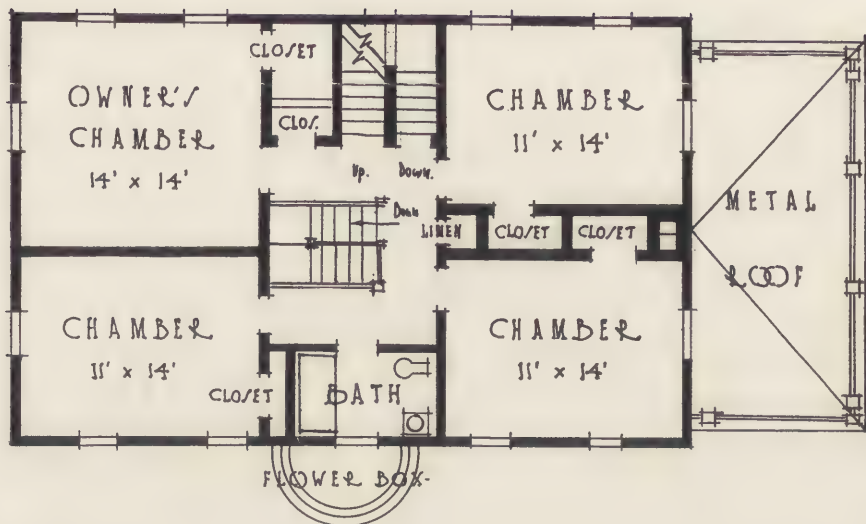 OWNER'S
CHAMBER
14' x 14'
CLOSET
CLOS.
Up.
Down.
CHAMBER
11' x 14'
METAL
ROOF
Down
LINEN
CLOSET
CLOSET
CHAMBER
11' x 14'
CLOSET
BATH
CHAMBER
11' x 14'
FLOWER BOX-